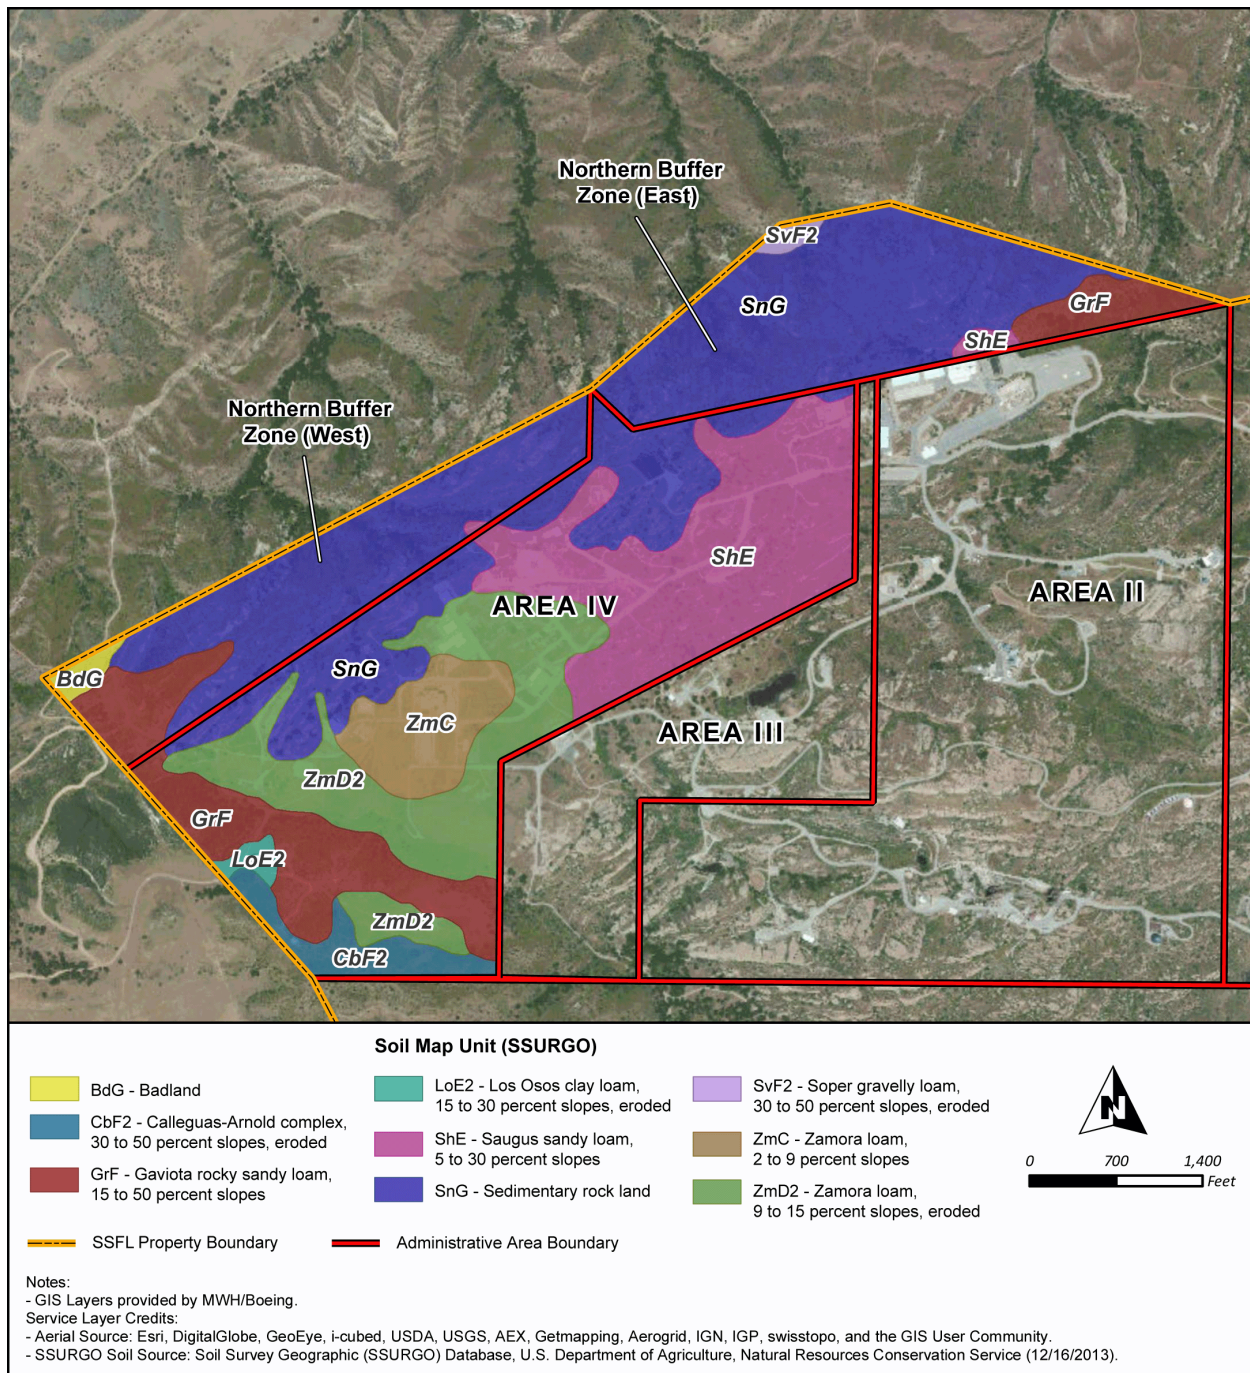 Northern Buffer
Zone (East)
SvF2
SnG
GrF
ShE
Northern Buffer
Zone (West)
ShE
AREA IV
AREA II
BdG
SnG
ZmC
AREA III
ZmD2
GrF
LoE2
ZmD2
CbF2
Soil Map Unit (SSURGO)
BdG - Badland
CbF2 - Calleguas-Arnold complex,
30 to 50 percent slopes, eroded
GrF - Gaviota rocky sandy loam,
15 to 50 percent slopes
LoE2 - Los Osos clay loam,
15 to 30 percent slopes, eroded
ShE - Saugus sandy loam,
5 to 30 percent slopes
SnG - Sedimentary rock land
SvF2 - Soper gravelly loam,
30 to 50 percent slopes, eroded
ZmC - Zamora loam,
2 to 9 percent slopes
ZmD2 - Zamora loam,
9 to 15 percent slopes, eroded
N
0 700 1,400
Feet
SSFL Property Boundary
Administrative Area Boundary
Notes:
- GIS Layers provided by MWH/Boeing.
Service Layer Credits:
- Aerial Source: Esri, DigitalGlobe, GeoEye, i-cubed, USDA, USGS, AEX, Getmapping, Aerogrid, IGN, IGP, swisstopo, and the GIS User Community.
- SSURGO Soil Source: Soil Survey Geographic (SSURGO) Database, U.S. Department of Agriculture, Natural Resources Conservation Service (12/16/2013).